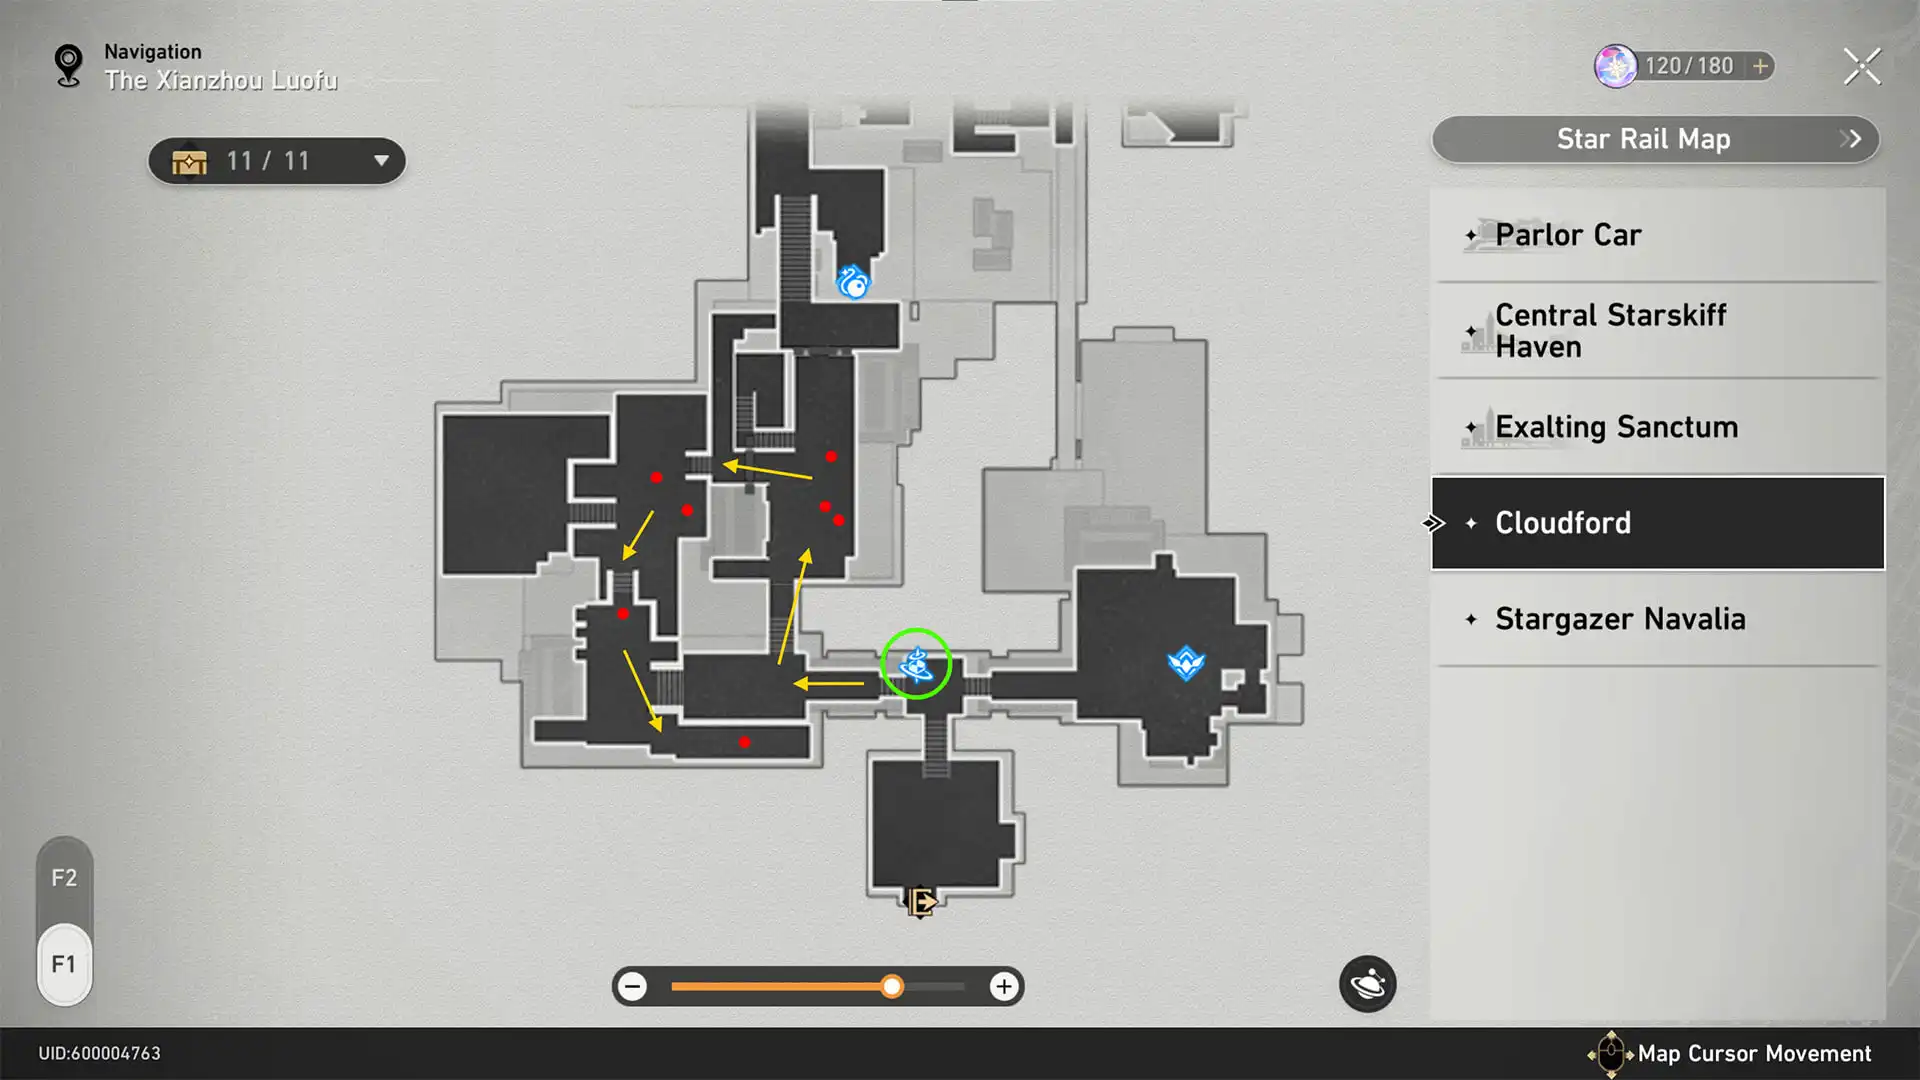 Navigation
The Xianzhou Luofu
120/180
11 / 11
Star Rail Map
Parlor Car
Central Starskiff
Haven
Exalting Sanctum
Cloudford
Stargazer Navalia
F2
F1
UID:600004763
Map Cursor Movement